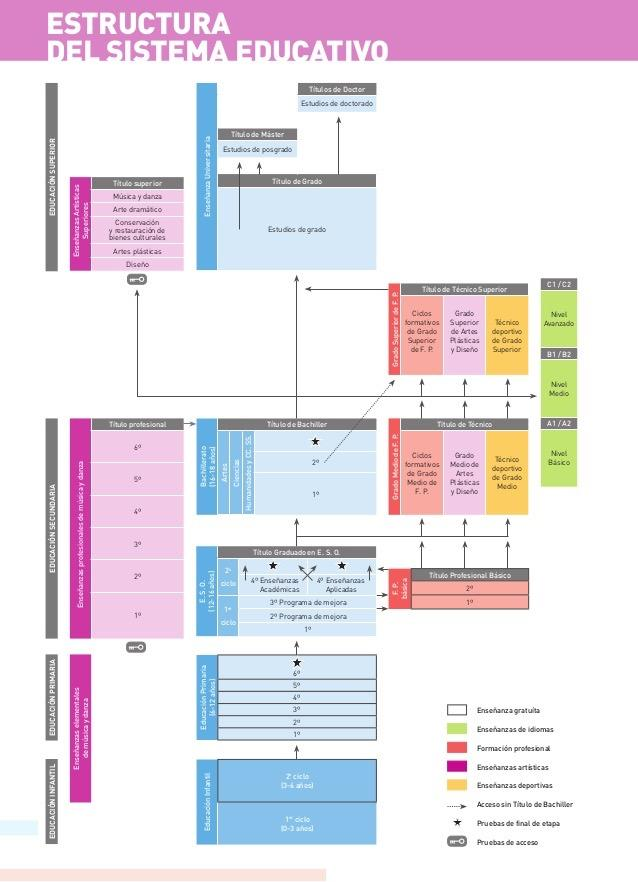 ESTRUCTURA
DEL SISTEMA EDUCATIVO
EDUCACIÓN SUPERIOR
Enseñanzas Artísticas
Superiores
Título superior
Música y danza
Arte dramático
Conservación
y restauración de
bienes culturales
Artes plásticas
Diseño
Enseñanza Universitaria
Títulos de Doctor
Estudios de doctorado
Título de Máster
Estudios de posgrado
Título de Grado
Estudios de grado
Grado Superior de F. P.
Título de Técnico Superior
Ciclos
formativos
de Grado
Superior
de F. P.
Grado
Superior
de Artes
Plásticas
y Diseño
Técnico
deportivo
de Grado
Superior
C1 / C2
Nivel
Avanzado
B1 / B2
Nivel
Medio
A1 / A2
Nivel
Básico
EDUCACIÓN SECUNDARIA
Enseñanzas profesionales de música y danza
Título profesional
6º
5º
4º
3º
2º
1º
Bachillerato
(16-18 años)
Artes
Ciencias
Humanidades y CC. SS.
Título de Bachiller
2º
1º
Grado Medio de F. P.
Título de Técnico
Ciclos
formativos
de Grado
Medio de
F. P.
Grado
Medio de
Artes
Plásticas
y Diseño
Técnico
deportivo
de Grado
Medio
E. S. O.
(12-16 años)
2º
ciclo
1er
ciclo
Título Graduado en E. S. O.
4º Enseñanzas
Académicas
4º Enseñanzas
Aplicadas
3º Programa de mejora
2º Programa de mejora
1º
F. P.
básica
Título Profesional Básico
2º
1º
EDUCACIÓN PRIMARIA
Enseñanzas elementales
de música y danza
Educación Primaria
(6-12 años)
6º
5º
4º
3º
2º
1º
EDUCACIÓN INFANTIL
Educación Infantil
2º ciclo
(3-6 años)
1er ciclo
(0-3 años)
Enseñanza gratuita
Enseñanzas de idiomas
Formación profesional
Enseñanzas artísticas
Enseñanzas deportivas
Acceso sin Título de Bachiller
Pruebas de final de etapa
Pruebas de acceso